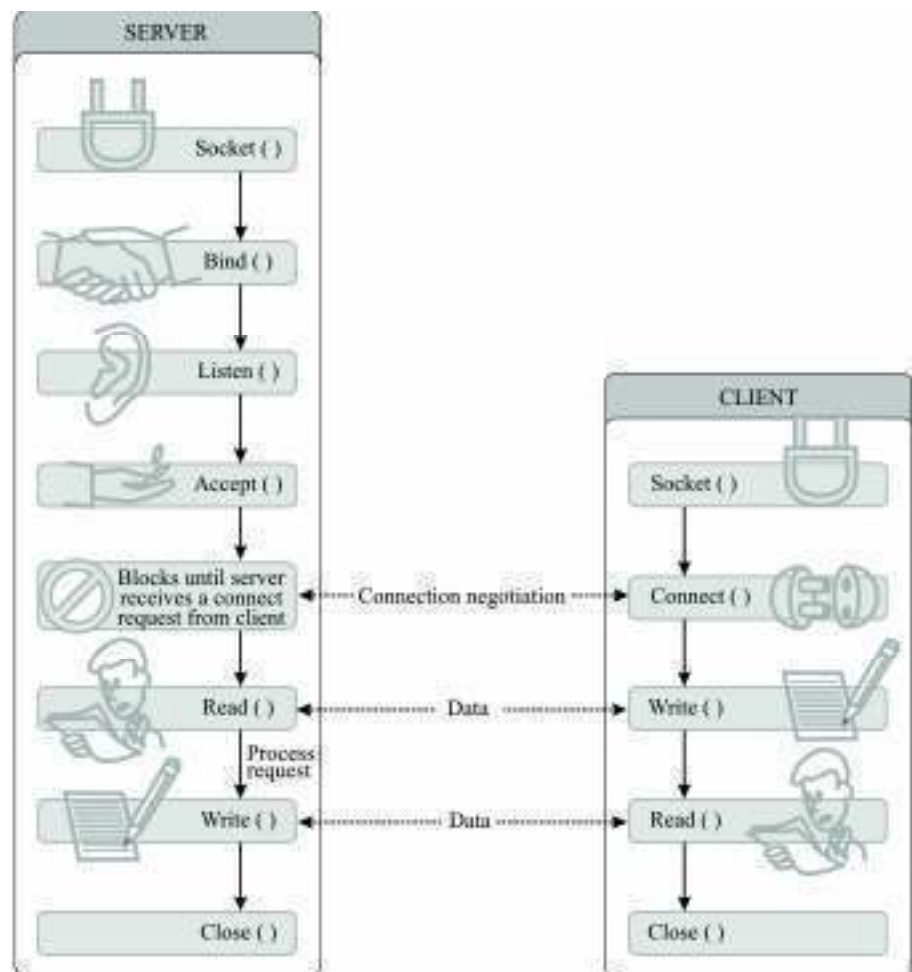 SERVER
Socket ( )
Bind ( )
Listen ( )
Accept ( )
Blocks until server
receives a connect
request from client
Read ( )
Process
request
Write ( )
Close ( )
Connection negotiation
Data
Data
CLIENT
Socket ( )
Connect ( )
Write ( )
Read ( )
Close ( )